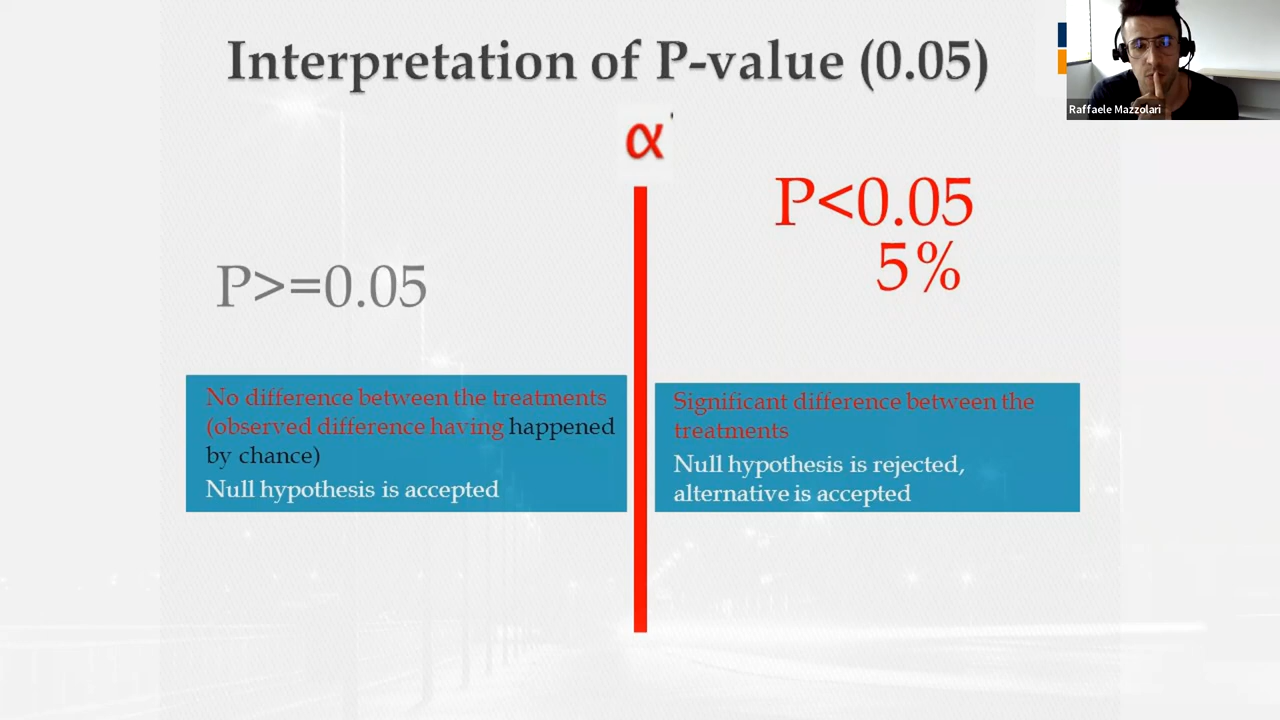 Interpretation of P-value (0.05)
α
P<0.05
5%
P>=0.05
No difference between the treatments
(observed difference having happened
by chance)
Null hypothesis is accepted
Significant difference between the
treatments
Null hypothesis is rejected,
alternative is accepted
Raffaele Mazzolari